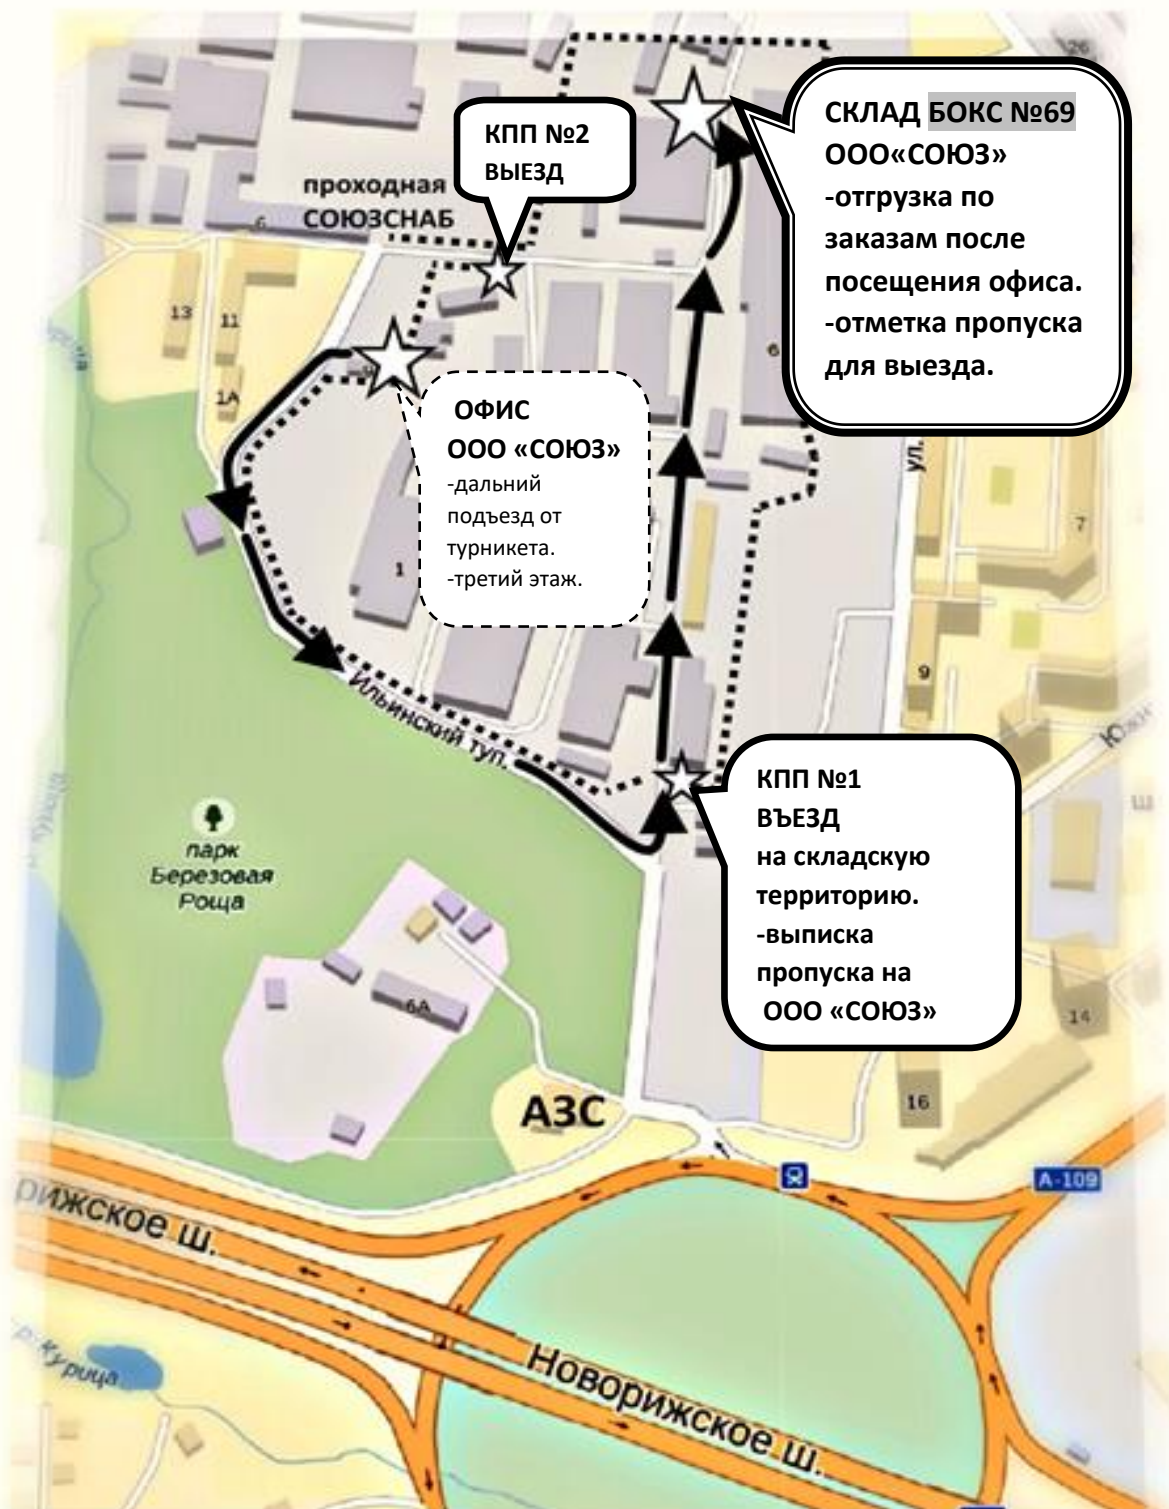 26
СКЛАД БОКС №69
ООО«СОЮЗ»
-отгрузка по
заказам после
посещения офиса.
-отметка пропуска
для выезда.
КПП №2
ВЫЕЗД
проходная
СОЮЗСНАБ
6
13
11
1А
6
ОФИС
ООО «СОЮЗ»
-дальний
подъезд от
турникета.
-третий этаж.
1
ул.
7
9
Ильинский туп.
КПП №1
ВЪЕЗД
на складскую
территорию.
-выписка
пропуска на
ООО «СОЮЗ»
парк
Березовая
Роща
6А
14
16
АЗС
А-109
рижское ш.
р. Курица
Новорижское ш.